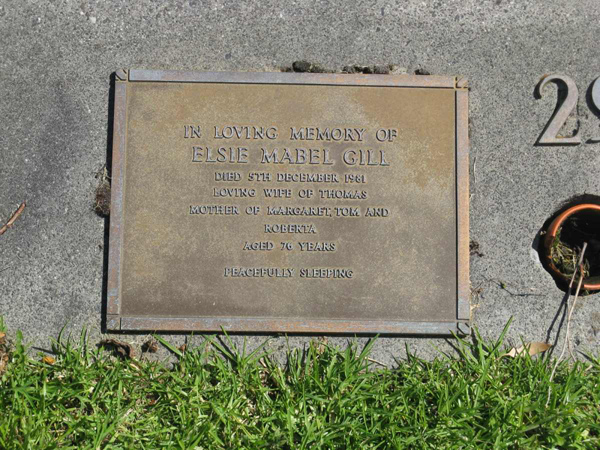 IN LOVING MEMORY OF
ELSIE MABEL GILL
DIED 5TH DECEMBER 1981
LOVING WIFE OF THOMAS
MOTHER OF MARGARET, TOM AND
ROBERTA
AGED 76 YEARS
PEACEFULLY SLEEPING
29